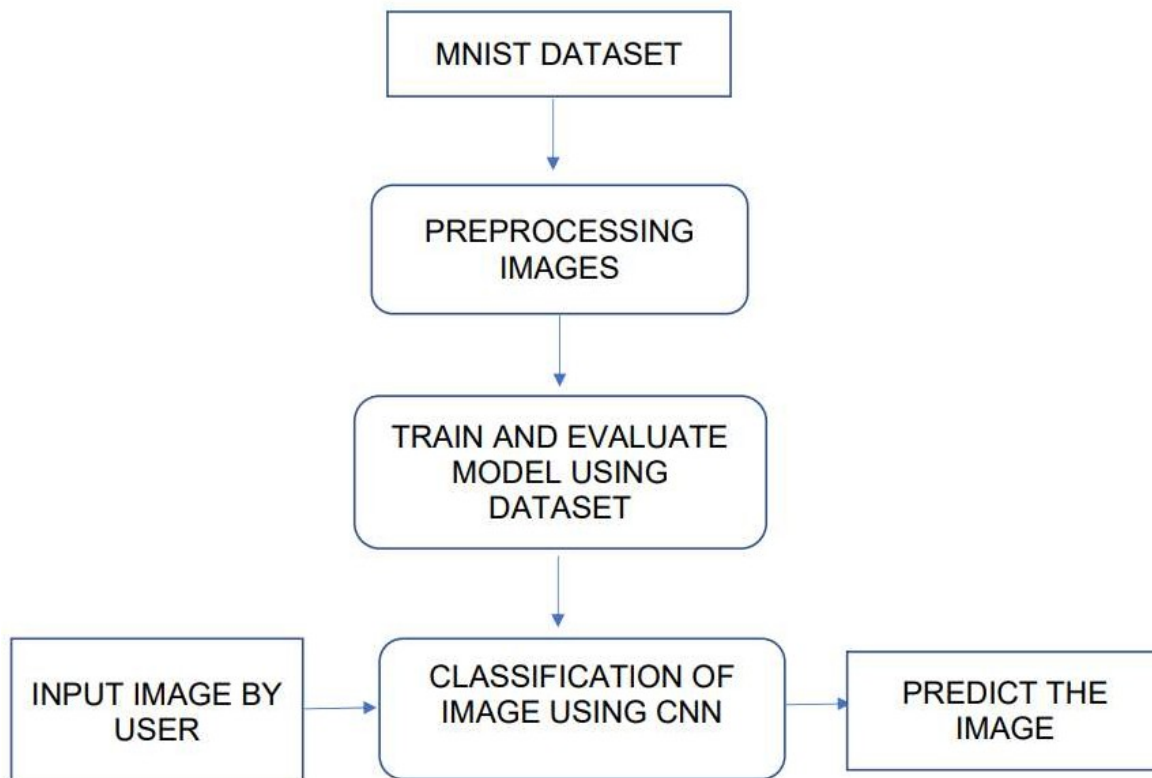 MNIST DATASET
PREPROCESSING
IMAGES
TRAIN AND EVALUATE
MODEL USING
DATASET
INPUT IMAGE BY
USER
CLASSIFICATION OF
IMAGE USING CNN
PREDICT THE
IMAGE